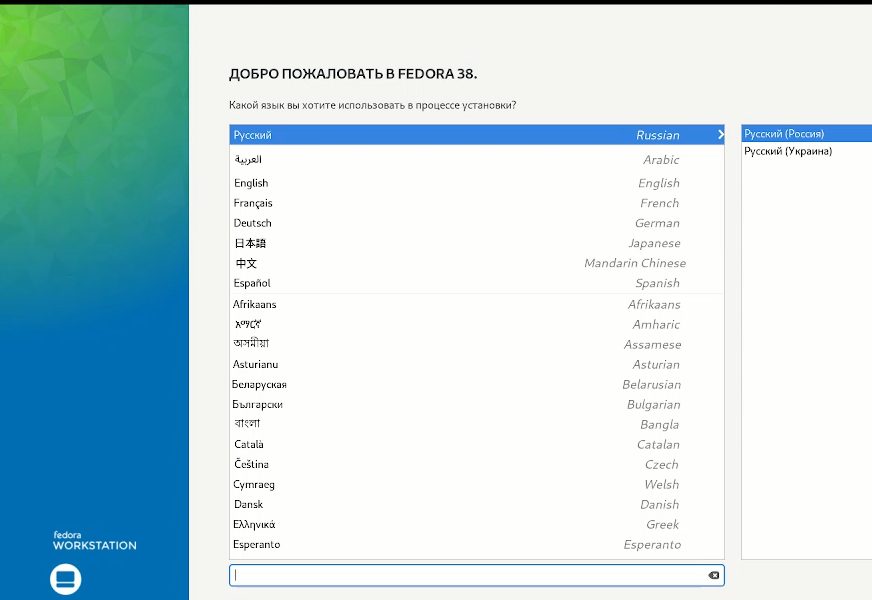 ДОБРО ПОЖАЛОВАТЬ В FEDORA 38.
Какой язык вы хотите использовать в процессе установки?
Русский Russian
العربية Arabic
English English
Français French
Deutsch German
日本語 Japanese
中文 Mandarin Chinese
Español Spanish
Afrikaans Afrikaans
አማርኛ Amharic
অসমীয়া Assamese
Asturianu Asturian
Беларуская Belarusian
Български Bulgarian
বাংলা Bangla
Català Catalan
Čeština Czech
Cymraeg Welsh
Dansk Danish
Ελληνικά Greek
Esperanto Esperanto
Русский (Россия)
Русский (Украина)
fedora
WORKSTATION